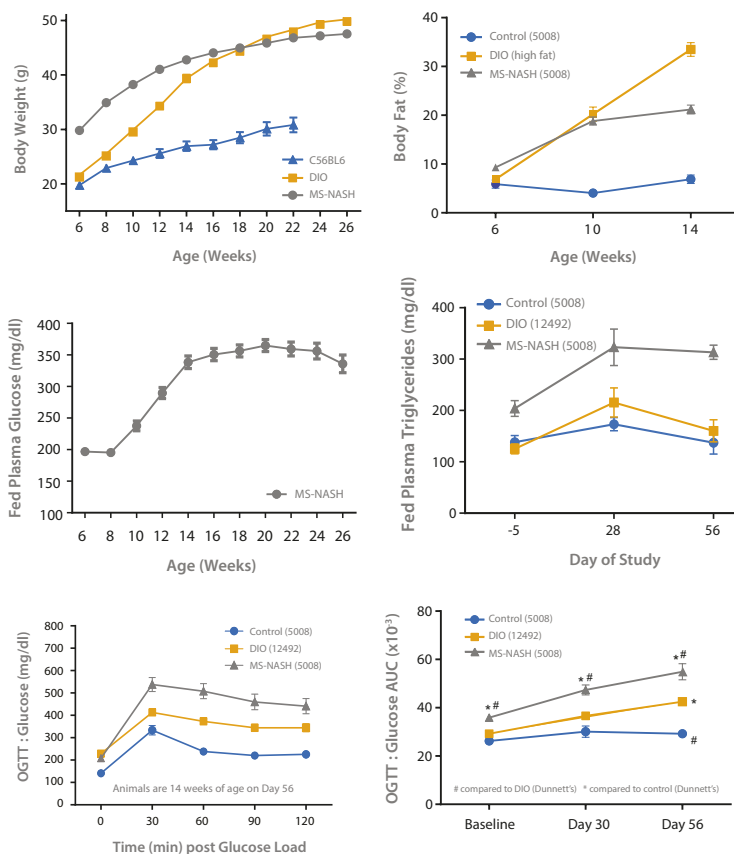 Body Weight (g)
50
40
30
20
C56BL6
DIO
MS-NASH
6 8 10 12 14 16 18 20 22 24 26
Age (Weeks)
Body Fat (%)
40
30
20
10
0
Control (5008)
DIO (high fat)
MS-NASH (5008)
6 10 14
Age (Weeks)
Fed Plasma Glucose (mg/dl)
400
350
300
250
200
150
100
MS-NASH
6 8 10 12 14 16 18 20 22 24 26
Age (Weeks)
Fed Plasma Triglycerides (mg/dl)
400
300
200
100
0
Control (5008)
DIO (12492)
MS-NASH (5008)
-5 28 56
Day of Study
OGTT : Glucose (mg/dl)
800
700
600
500
400
300
200
100
0
Control (5008)
DIO (12492)
MS-NASH (5008)
Animals are 14 weeks of age on Day 56
0 30 60 90 120
Time (min) post Glucose Load
OGTT : Glucose AUC (x10⁻³)
80
60
40
20
0
Control (5008)
DIO (12492)
MS-NASH (5008)
*#
*#
*#
*
#
# compared to DIO (Dunnett's) * compared to control (Dunnett's)
Baseline Day 30 Day 56